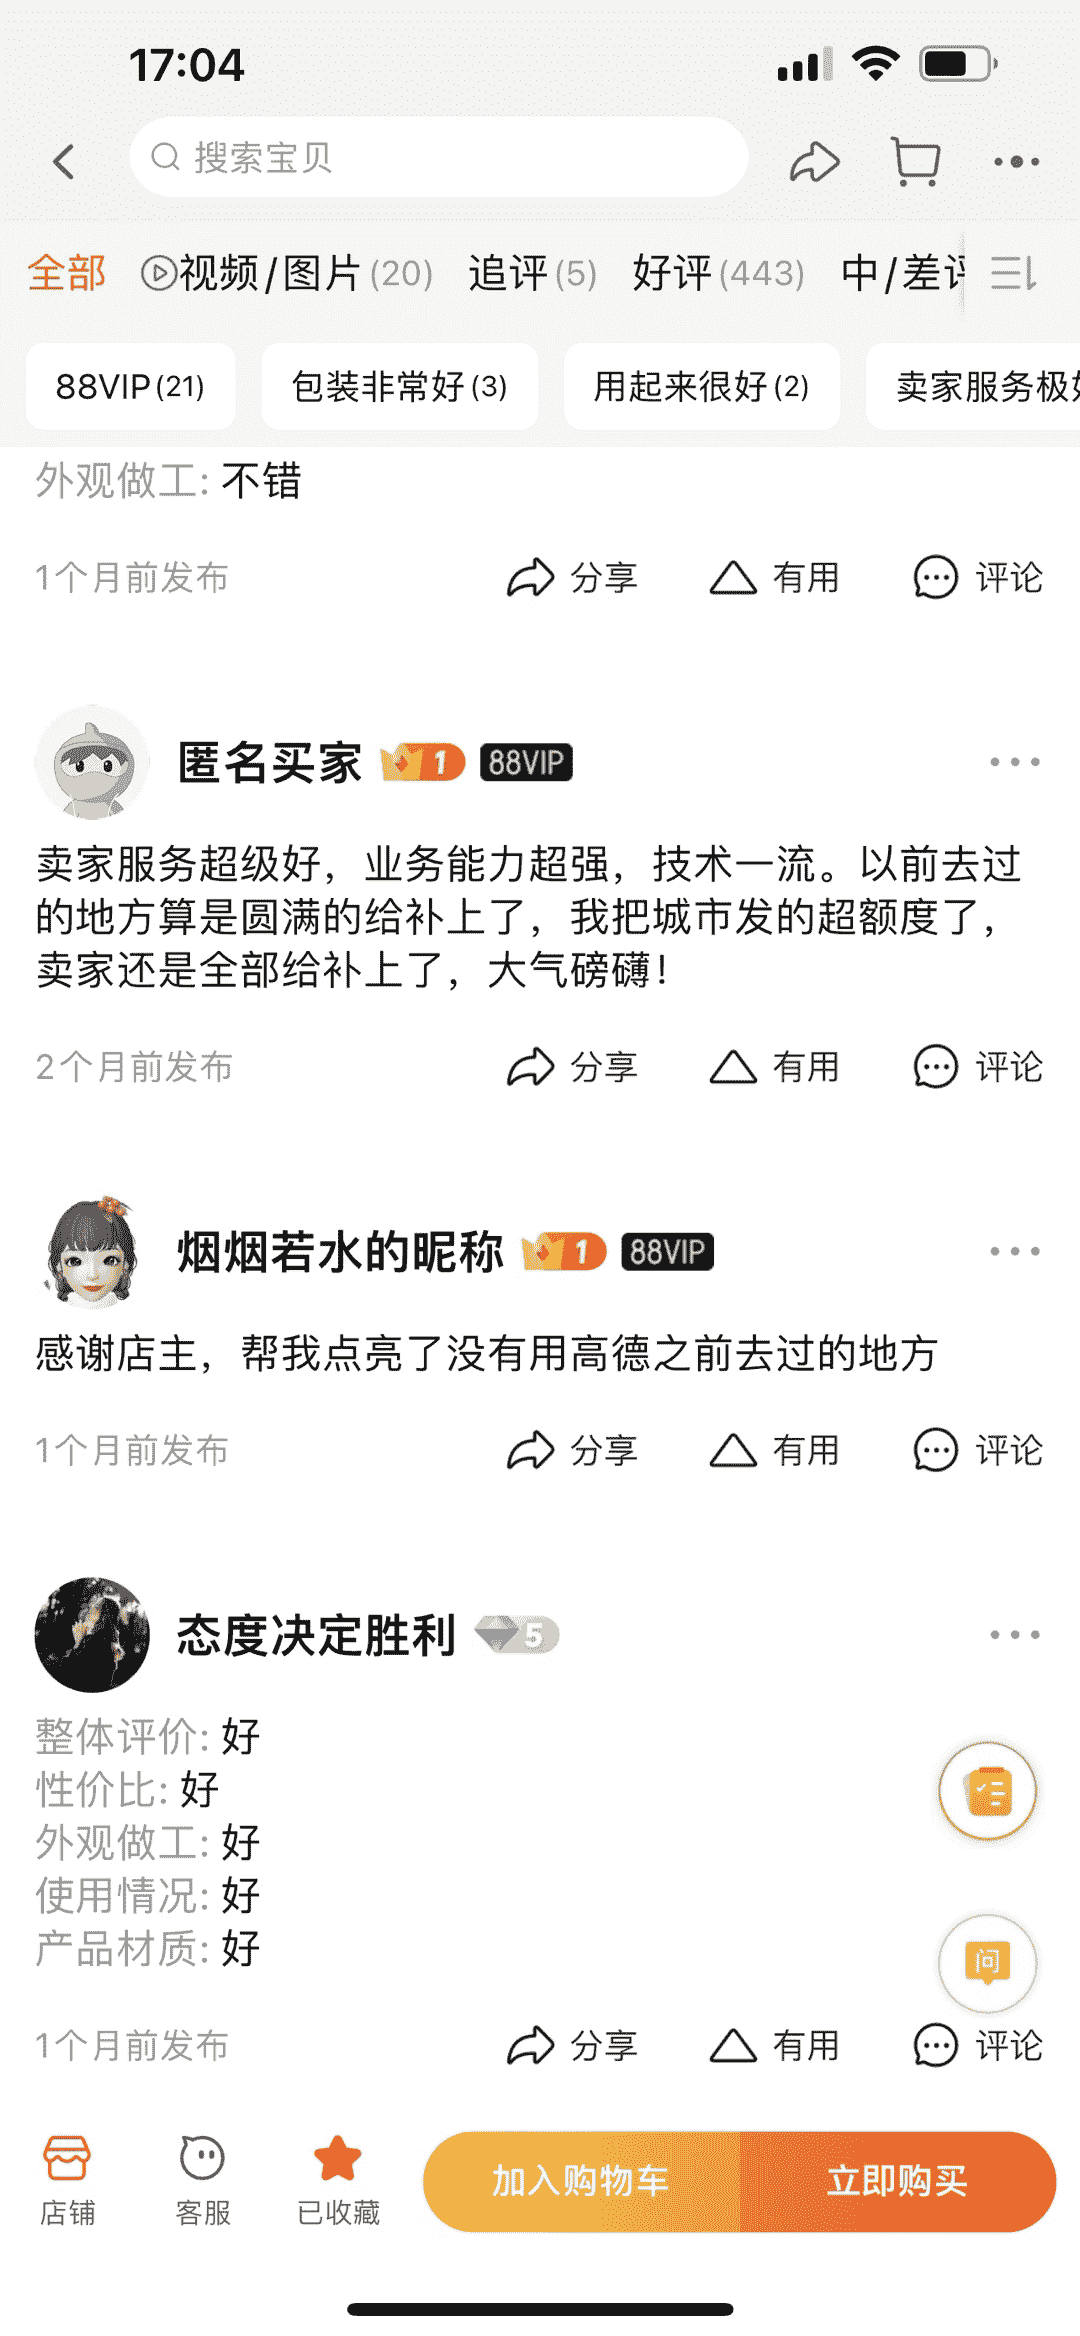 17:04
搜索宝贝
全部 视频/图片(20) 追评(5) 好评(443) 中/差评
88VIP(21) 包装非常好(3) 用起来很好(2) 卖家服务极好
外观做工: 不错
1个月前发布 分享 有用 评论
匿名买家 1 88VIP
卖家服务超级好，业务能力超强，技术一流。以前去过
的地方算是圆满的给补上了，我把城市发的超额度了，
卖家还是全部给补上了，大气磅礴！
2个月前发布 分享 有用 评论
烟烟若水的昵称 1 88VIP
感谢店主，帮我点亮了没有用高德之前去过的地方
1个月前发布 分享 有用 评论
态度决定胜利 5
整体评价: 好
性价比: 好
外观做工: 好
使用情况: 好
产品材质: 好
问
1个月前发布 分享 有用 评论
店铺 客服 已收藏 加入购物车 立即购买